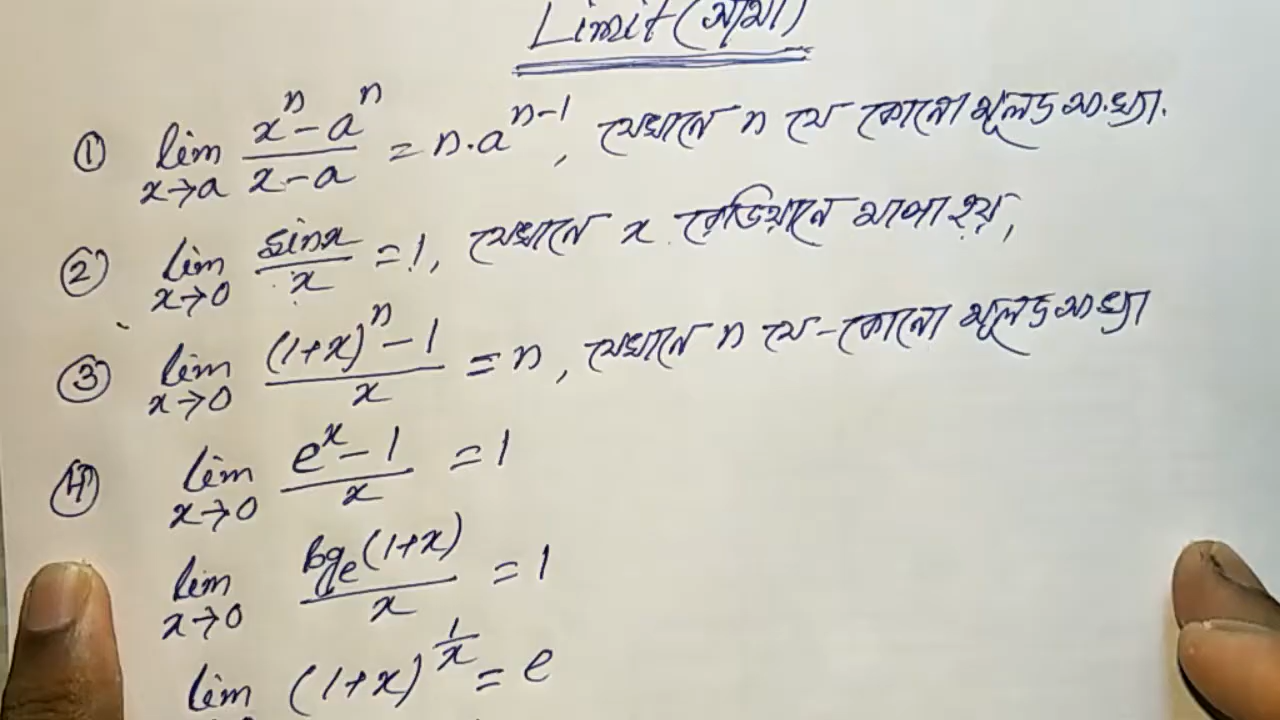 Limit (সীমা)
① lim x→a (xⁿ - aⁿ)/(x - a) = n.aⁿ⁻¹, যেখানে n যে কোনো মূলদ সংখ্যা.
② lim x→0 sinx/x = 1, যেখানে x রেডিয়ানে মাপা হয়,
③ lim x→0 ((1+x)ⁿ - 1)/x = n, যেখানে n যে-কোনো মূলদ সংখ্যা
④ lim x→0 (eˣ - 1)/x = 1
lim x→0 logₑ(1+x)/x = 1
lim (1+x)^(1/x) = e